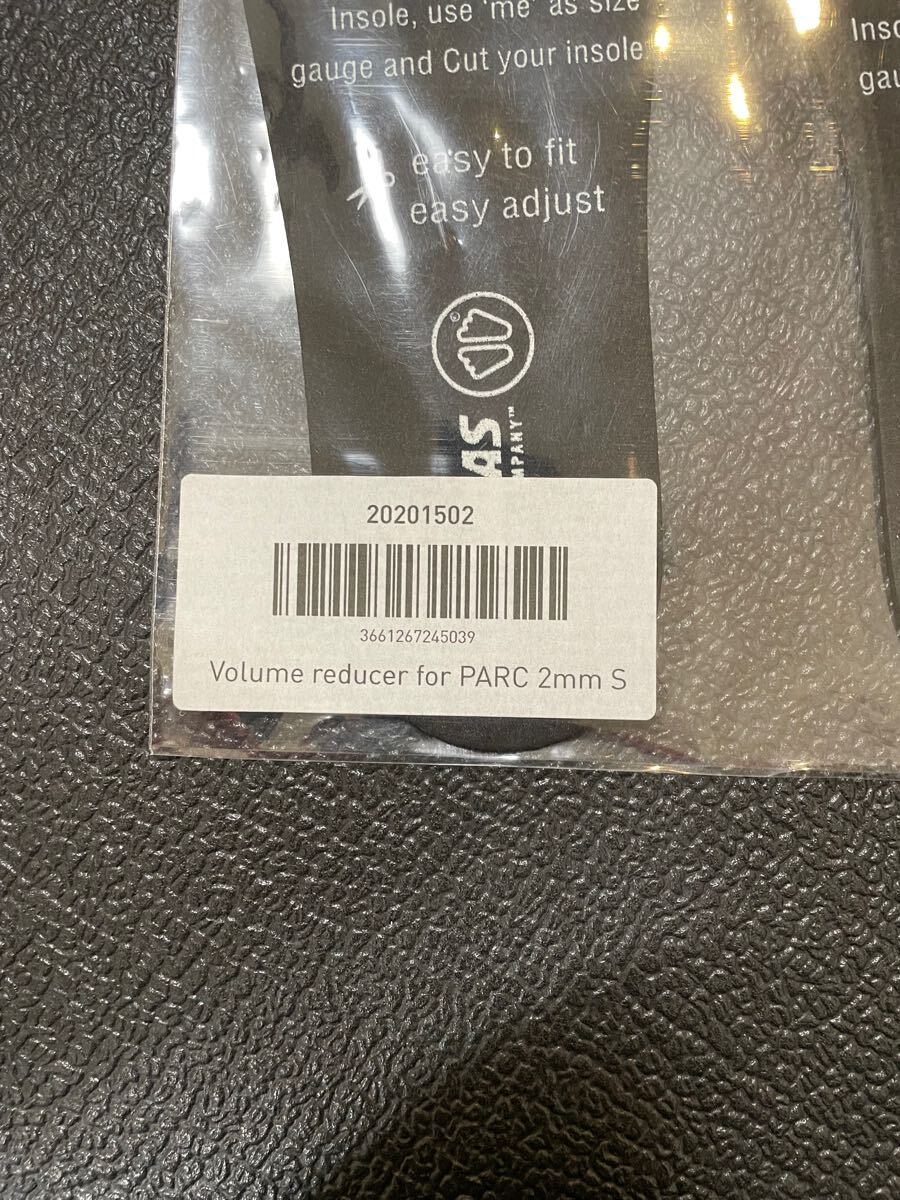 Insole, use 'me' as size
gauge and Cut your insole
easy to fit
easy adjust
20201502
3661267245039
Volume reducer for PARC 2mm S